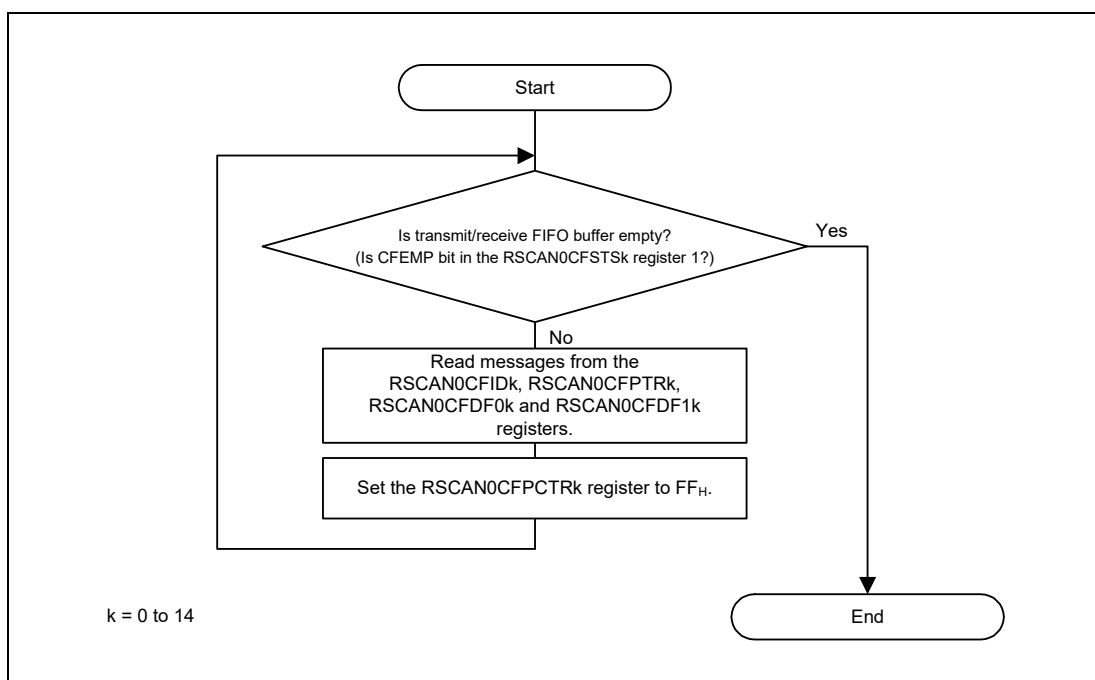 Start
Is transmit/receive FIFO buffer empty?
(Is CFEMP bit in the RSCAN0CFSTSk register 1?)
Yes
No
Read messages from the
RSCAN0CFIDk, RSCAN0CFPTRk,
RSCAN0CFDF0k and RSCAN0CFDF1k
registers.
Set the RSCAN0CFPCTRk register to FFH.
k = 0 to 14
End